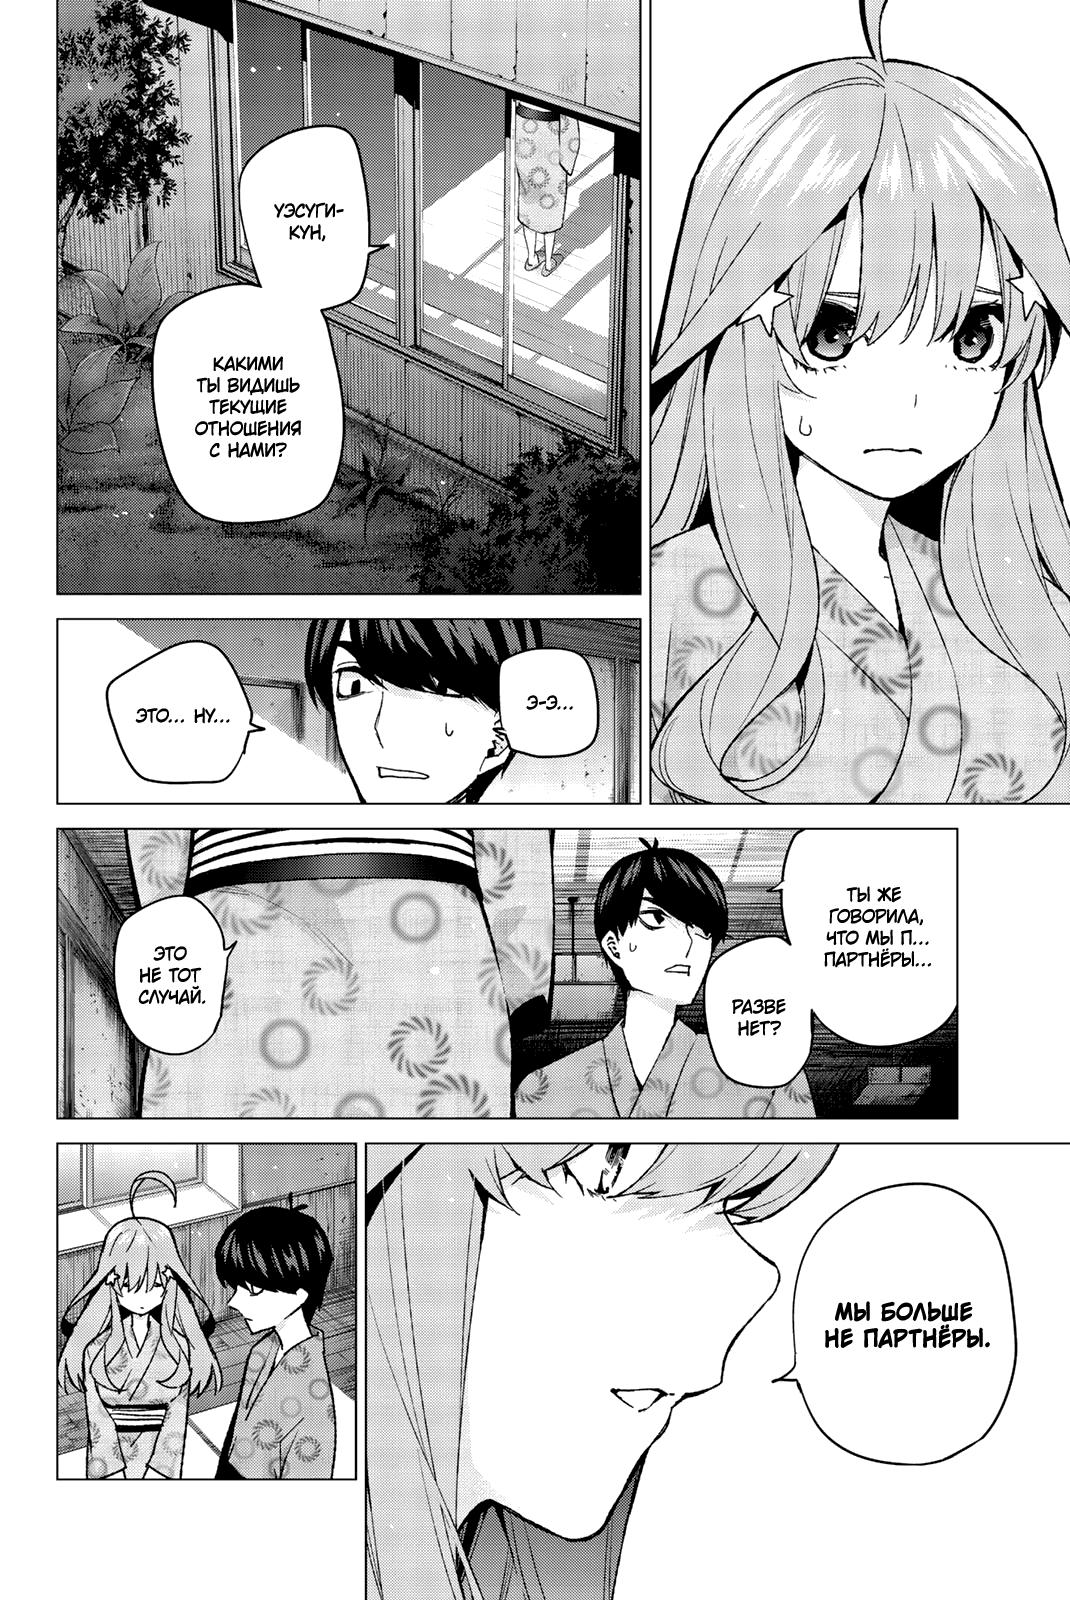 УЭСУГИ-
КУН,
КАКИМИ
ТЫ ВИДИШЬ
ТЕКУЩИЕ
ОТНОШЕНИЯ
С НАМИ?
Э-Э...
ЭТО... НУ...
ТЫ ЖЕ
ГОВОРИЛА,
ЧТО МЫ П...
ПАРТНЁРЫ...
РАЗВЕ
НЕТ?
ЭТО
НЕ ТОТ
СЛУЧАЙ.
МЫ БОЛЬШЕ
НЕ ПАРТНЁРЫ.